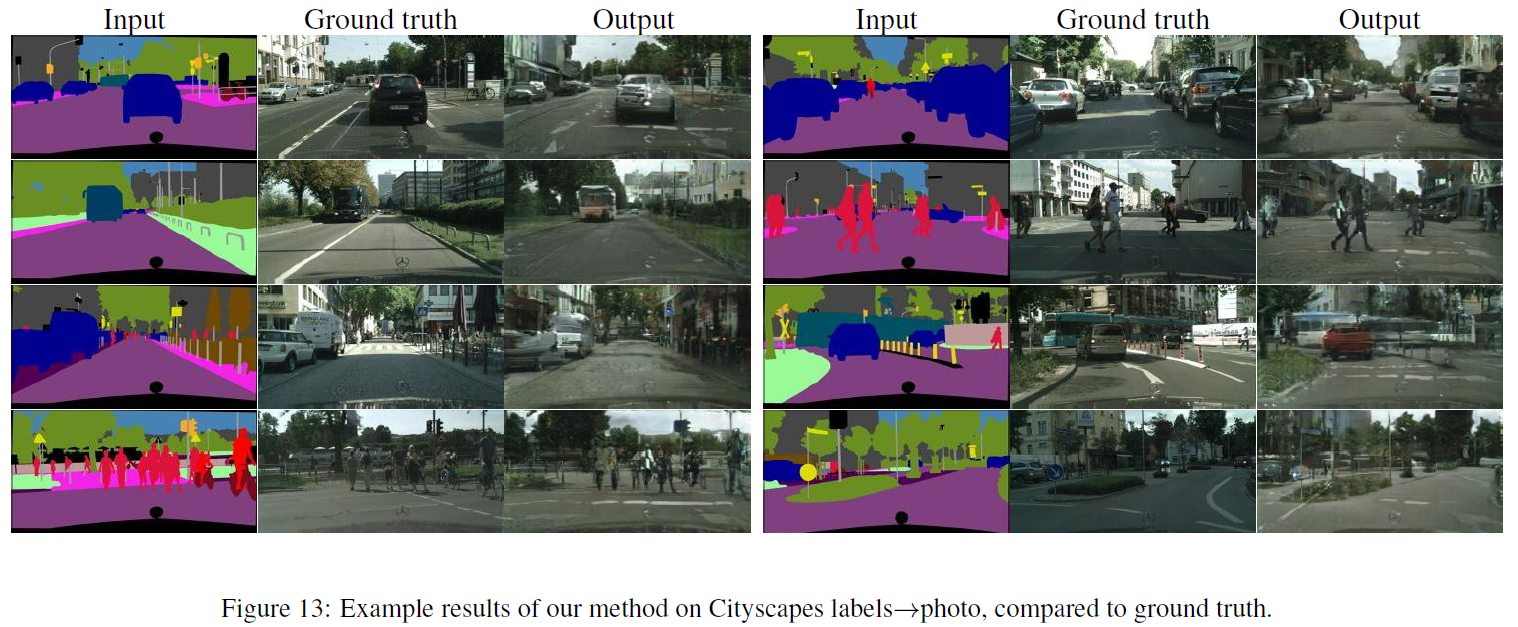 Input Ground truth Output Input Ground truth Output
Figure 13: Example results of our method on Cityscapes labels→photo, compared to ground truth.